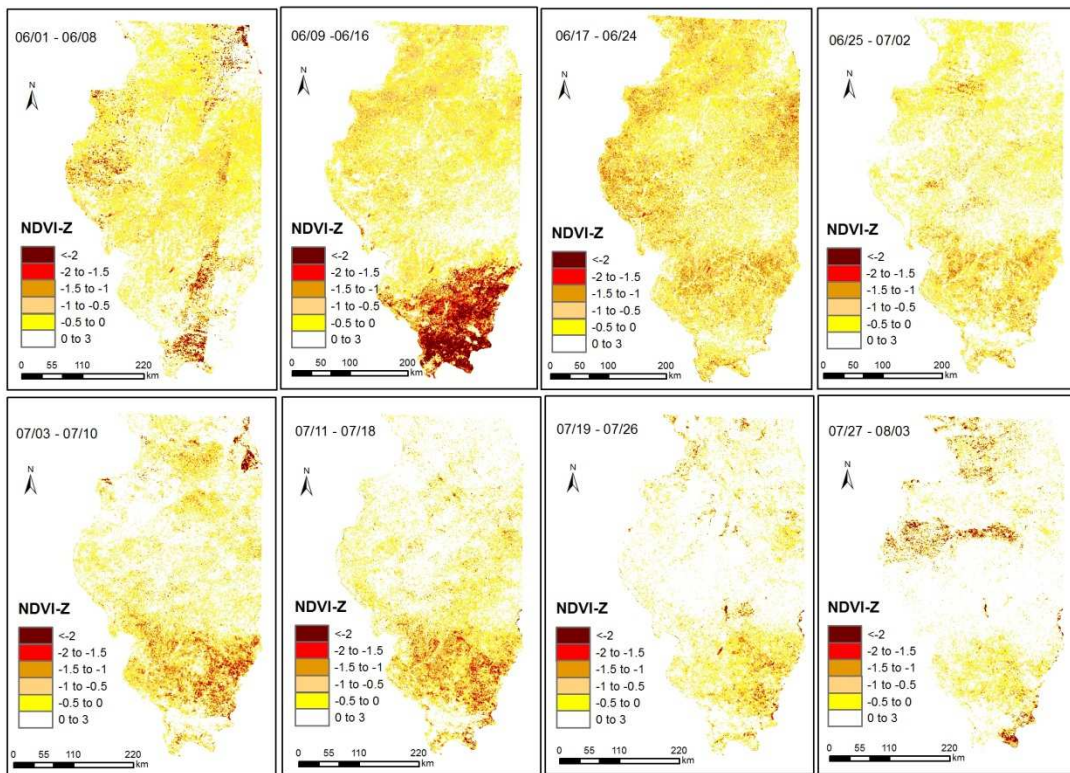 06/01 - 06/08
N
NDVI-Z
<-2
-2 to -1.5
-1.5 to -1
-1 to -0.5
-0.5 to 0
0 to 3
0 55 110 220
km
06/09 -06/16
N
NDVI-Z
<-2
-2 to -1.5
-1.5 to -1
-1 to -0.5
-0.5 to 0
0 to 3
0 50 100 200
km
06/17 - 06/24
N
NDVI-Z
<-2
-2 to -1.5
-1.5 to -1
-1 to -0.5
-0.5 to 0
0 to 3
0 50 100 200
km
06/25 - 07/02
N
NDVI-Z
<-2
-2 to -1.5
-1.5 to -1
-1 to -0.5
-0.5 to 0
0 to 3
0 55 110 220
km
07/03 - 07/10
N
NDVI-Z
<-2
-2 to -1.5
-1.5 to -1
-1 to -0.5
-0.5 to 0
0 to 3
0 55 110 220
km
07/11 - 07/18
N
NDVI-Z
<-2
-2 to -1.5
-1.5 to -1
-1 to -0.5
-0.5 to 0
0 to 3
0 55 110 220
km
07/19 - 07/26
N
NDVI-Z
<-2
-2 to -1.5
-1.5 to -1
-1 to -0.5
-0.5 to 0
0 to 3
0 55 110 220
km
07/27 - 08/03
N
NDVI-Z
<-2
-2 to -1.5
-1.5 to -1
-1 to -0.5
-0.5 to 0
0 to 3
0 55 110 220
km